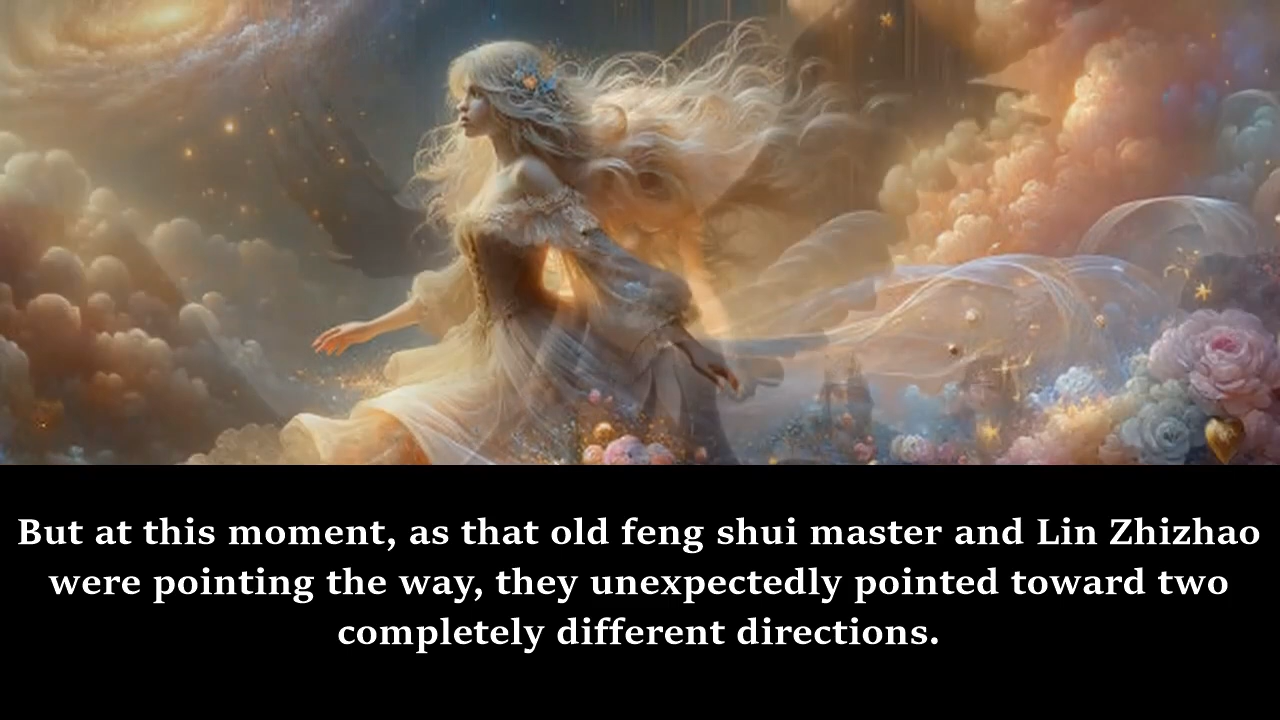 But at this moment, as that old feng shui master and Lin Zhizhao
were pointing the way, they unexpectedly pointed toward two
completely different directions.